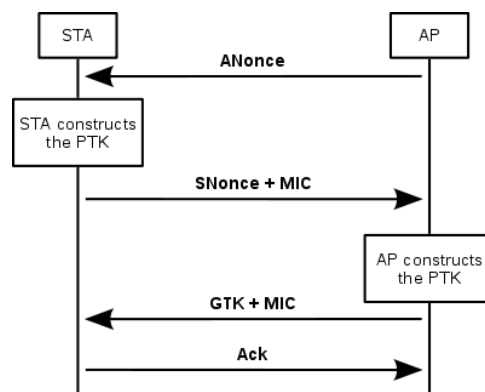 STA
AP
ANonce
STA constructs
the PTK
SNonce + MIC
AP constructs
the PTK
GTK + MIC
Ack